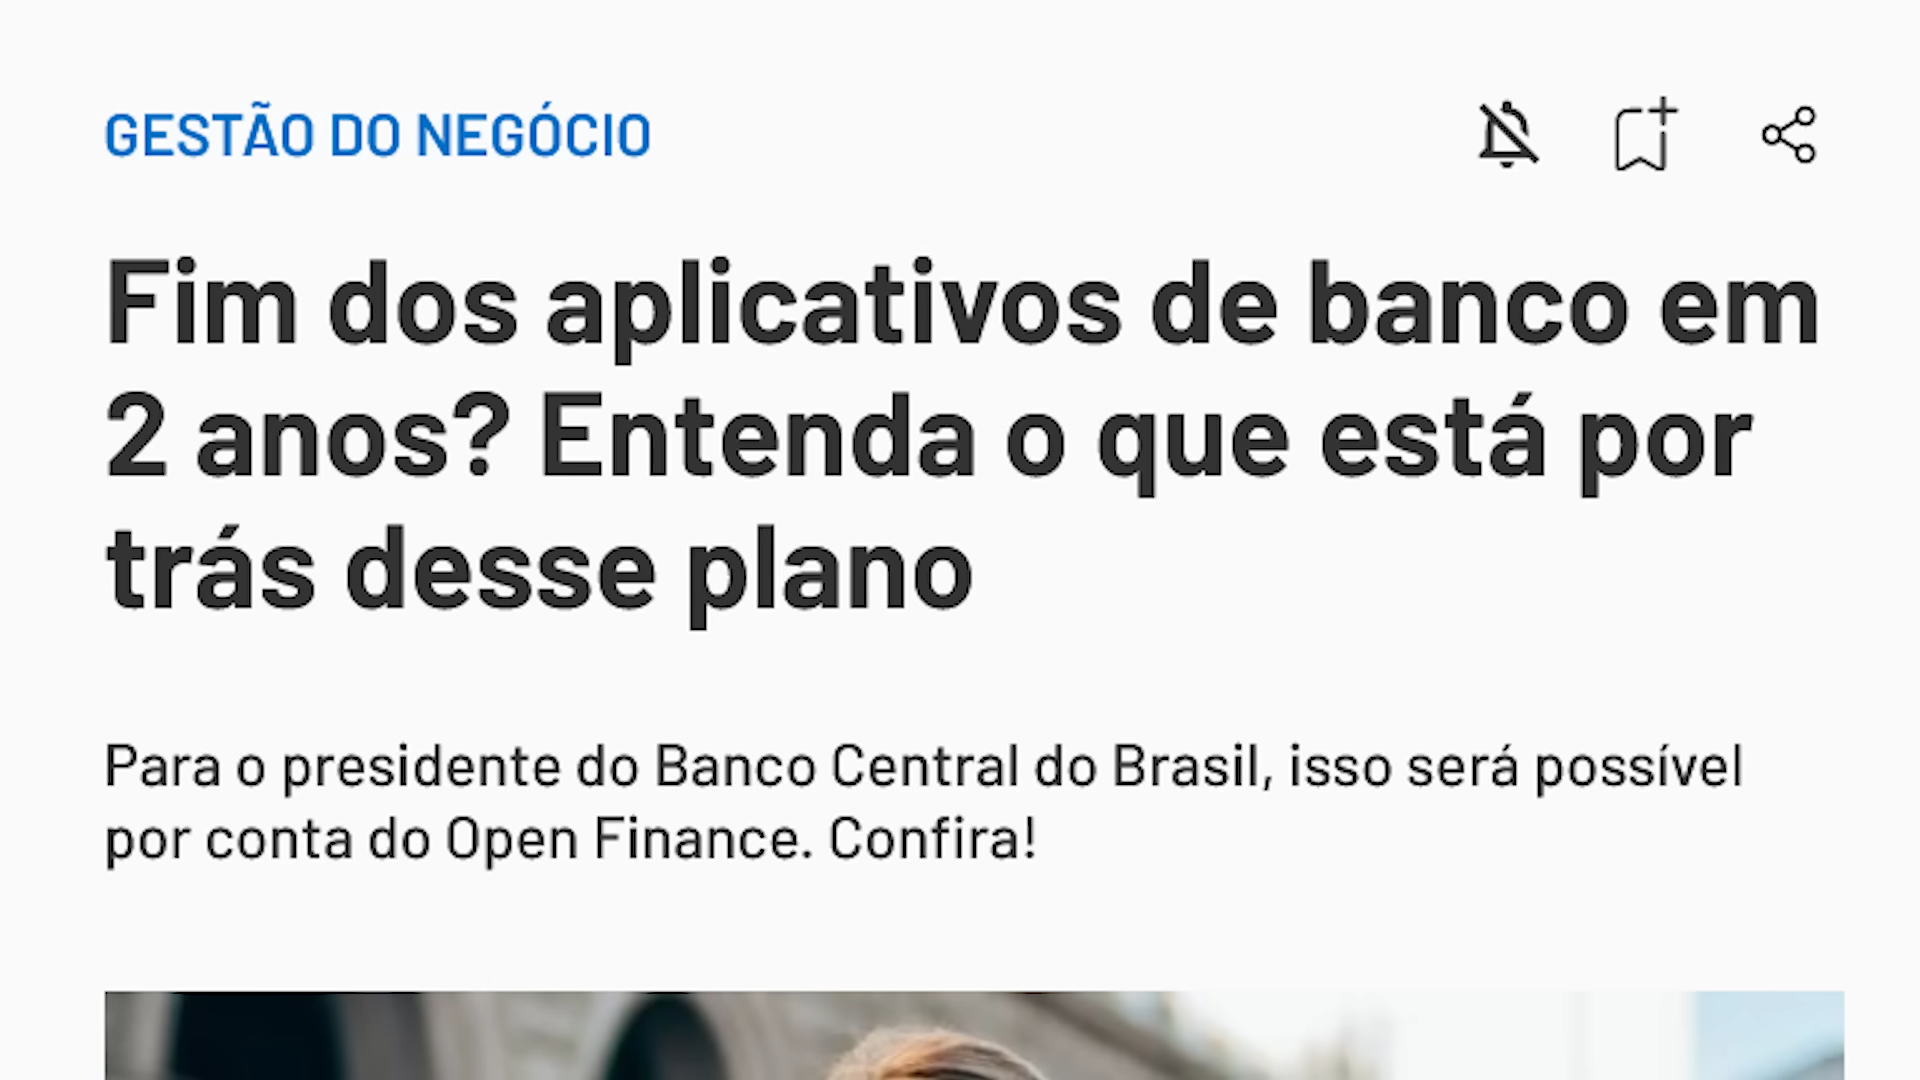 GESTÃO DO NEGÓCIO
Fim dos aplicativos de banco em
2 anos? Entenda o que está por
trás desse plano
Para o presidente do Banco Central do Brasil, isso será possível
por conta do Open Finance. Confira!